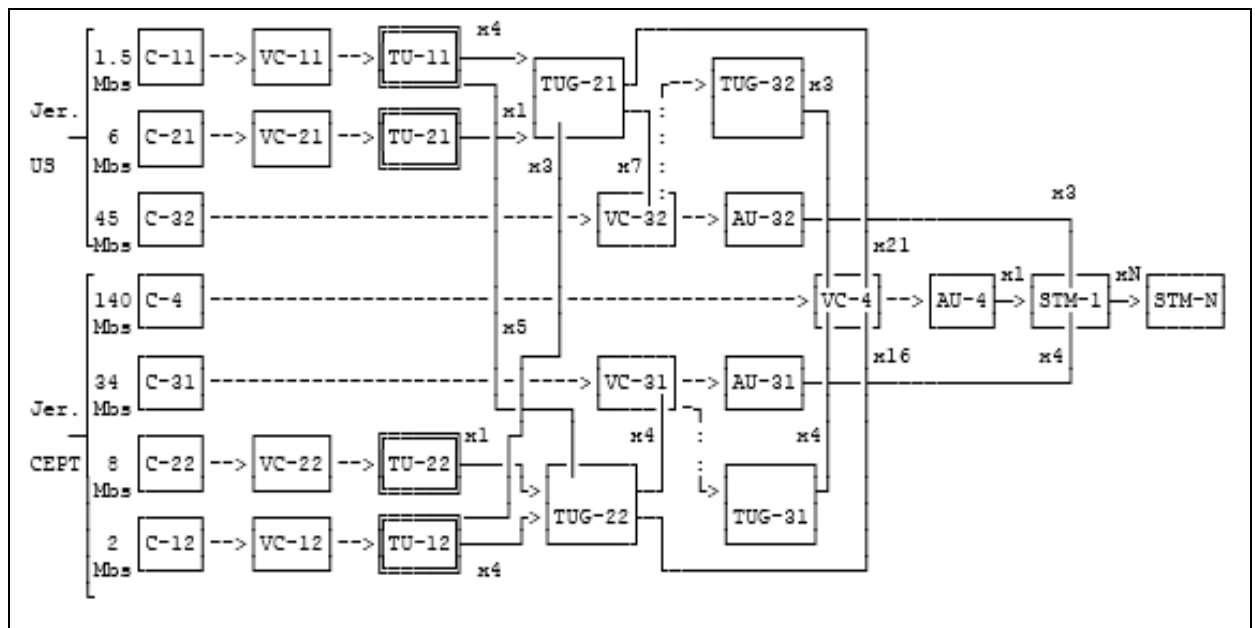 x4
1.5 C-11 VC-11 TU-11
Mbs TUG-21 TUG-32 x3
Jer. x1
6 C-21 VC-21 TU-21
US Mbs x3 x7
x3
45 C-32 VC-32 AU-32
Mbs x21
x1 xN
140 C-4 VC-4 AU-4 STM-1 STM-N
Mbs x5
x16 x4
34 C-31 VC-31 AU-31
Jer. Mbs
x1 x4 x4
CEPT 8 C-22 VC-22 TU-22
Mbs
TUG-22 TUG-31
2 C-12 VC-12 TU-12
Mbs x4